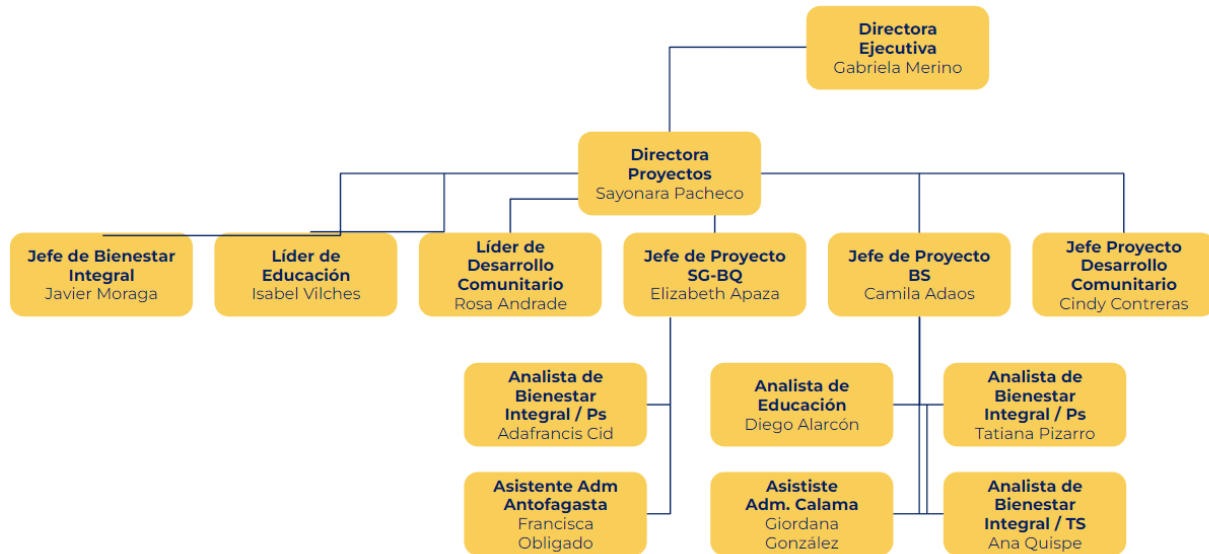 Directora
Ejecutiva
Gabriela Merino
Directora
Proyectos
Sayonara Pacheco
Jefe de Bienestar
Integral
Javier Moraga
Líder de
Educación
Isabel Vilches
Líder de
Desarrollo
Comunitario
Rosa Andrade
Jefe de Proyecto
SG-BQ
Elizabeth Apaza
Jefe de Proyecto
BS
Camila Adaos
Jefe Proyecto
Desarrollo
Comunitario
Cindy Contreras
Analista de
Bienestar
Integral / Ps
Adafrancis Cid
Analista de
Educación
Diego Alarcón
Analista de
Bienestar
Integral / Ps
Tatiana Pizarro
Asistente Adm
Antofagasta
Francisca
Obligado
Asististe
Adm. Calama
Giordana
González
Analista de
Bienestar
Integral / TS
Ana Quispe